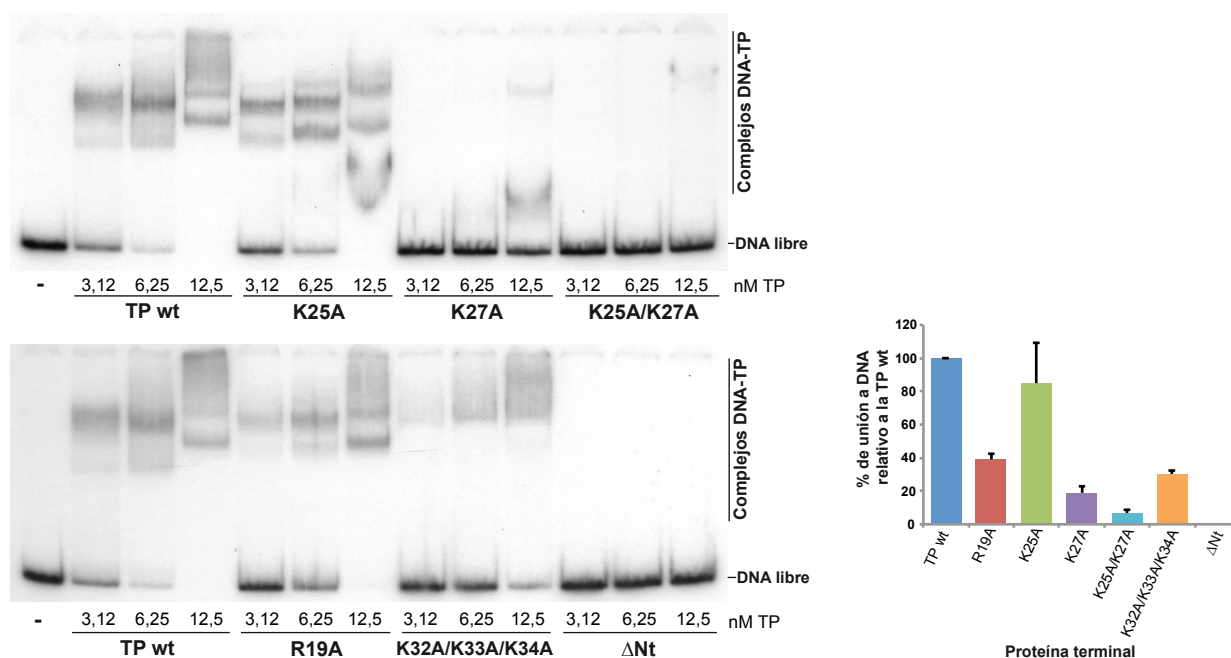 Complejos DNA-TP
DNA libre
- 3,12 6,25 12,5 3,12 6,25 12,5 3,12 6,25 12,5 3,12 6,25 12,5 nM TP
TP wt K25A K27A K25A/K27A
Complejos DNA-TP
DNA libre
- 3,12 6,25 12,5 3,12 6,25 12,5 3,12 6,25 12,5 3,12 6,25 12,5 nM TP
TP wt R19A K32A/K33A/K34A ΔNt
% de unión a DNA
relativo a la TP wt
120
100
80
60
40
20
0
TP wt R19A K25A K27A K25A/K27A K32A/K33A/K34A ΔNt
Proteína terminal